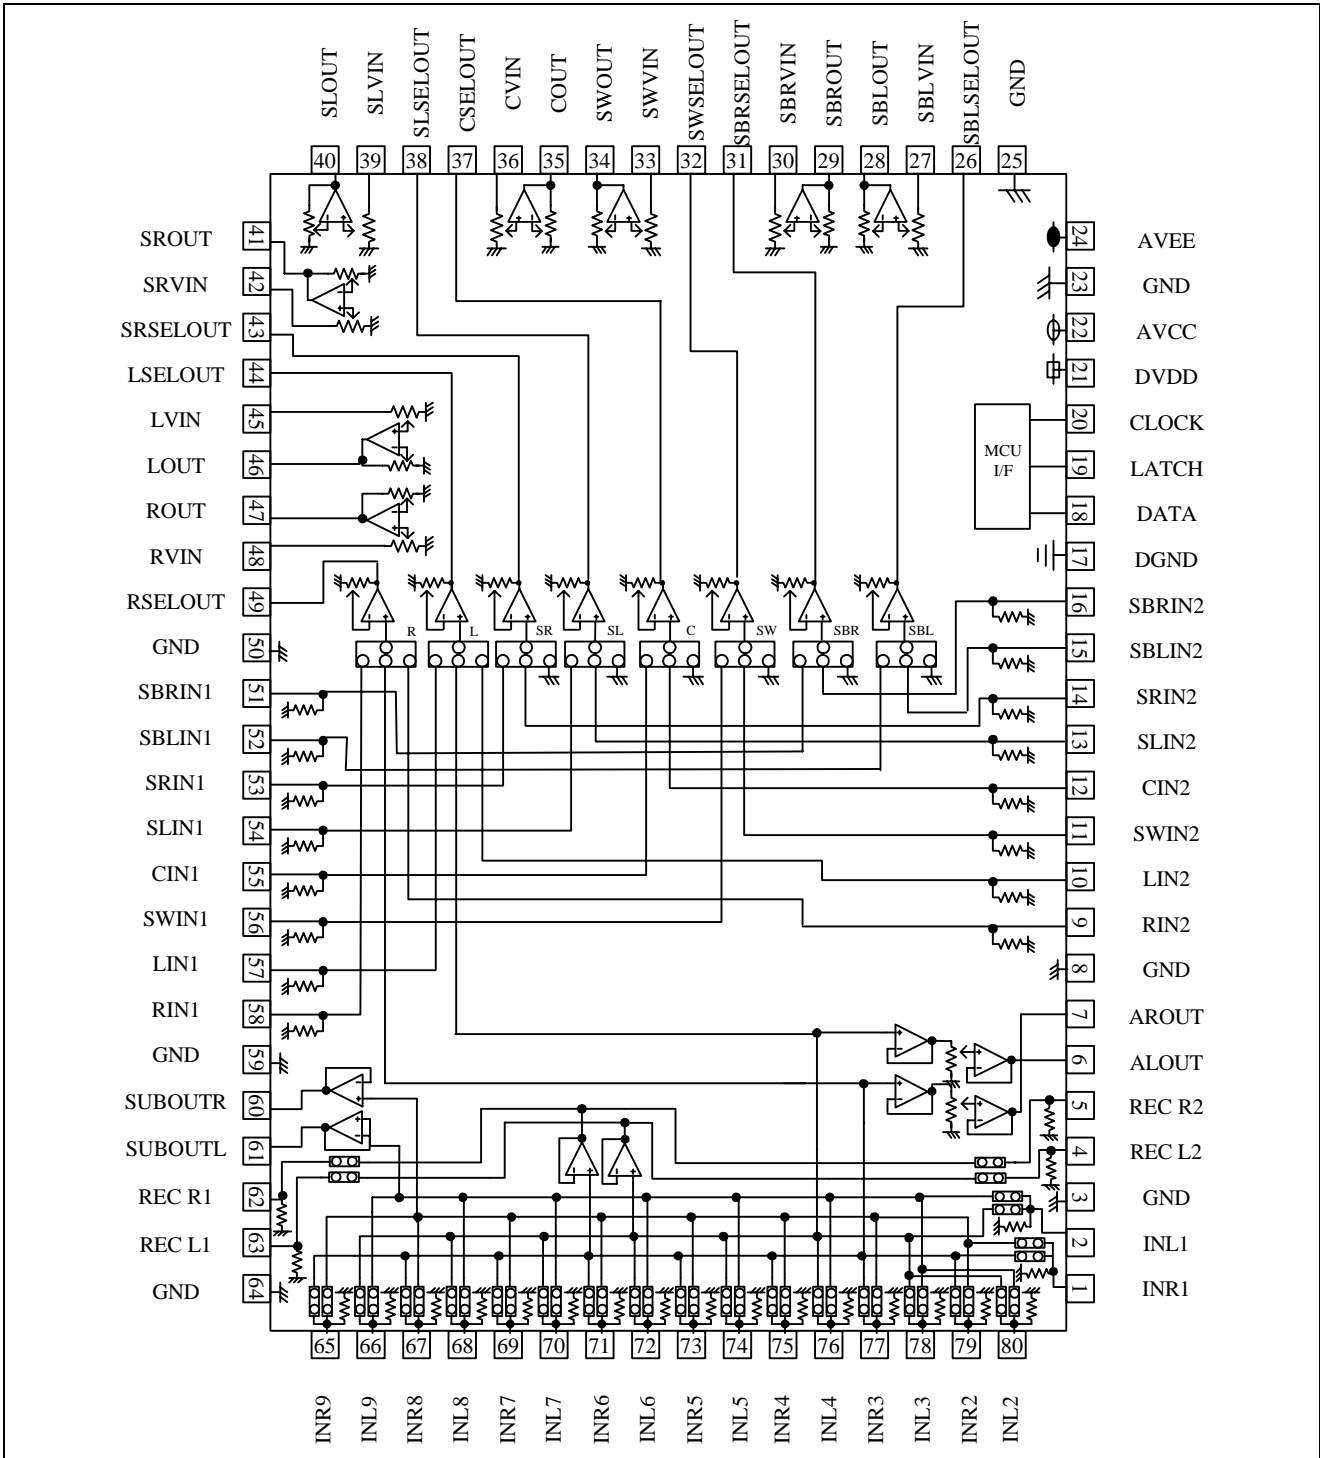 SLOUT
SLVIN
SLSELOUT
CSELOUT
CVIN
COUT
SWOUT
SWVIN
SWSELOUT
SBRSELOUT
SBRVIN
SBROUT
SBLOUT
SBLVIN
SBLSELOUT
GND
40
39
38
37
36
35
34
33
32
31
30
29
28
27
26
25
SROUT 41
SRVIN 42
SRSELOUT 43
LSELOUT 44
LVIN 45
LOUT 46
ROUT 47
RVIN 48
RSELOUT 49
GND 50
SBRIN1 51
SBLIN1 52
SRIN1 53
SLIN1 54
CIN1 55
SWIN1 56
LIN1 57
RIN1 58
GND 59
SUBOUTR 60
SUBOUTL 61
REC R1 62
REC L1 63
GND 64
R
L
SR
SL
C
SW
SBR
SBL
MCU
I/F
24 AVEE
23 GND
22 AVCC
21 DVDD
20 CLOCK
19 LATCH
18 DATA
17 DGND
16 SBRIN2
15 SBLIN2
14 SRIN2
13 SLIN2
12 CIN2
11 SWIN2
10 LIN2
9 RIN2
8 GND
7 AROUT
6 ALOUT
5 REC R2
4 REC L2
3 GND
2 INL1
1 INR1
65
66
67
68
69
70
71
72
73
74
75
76
77
78
79
80
INR9
INL9
INR8
INL8
INR7
INL7
INR6
INL6
INR5
INL5
INR4
INL4
INR3
INL3
INR2
INL2